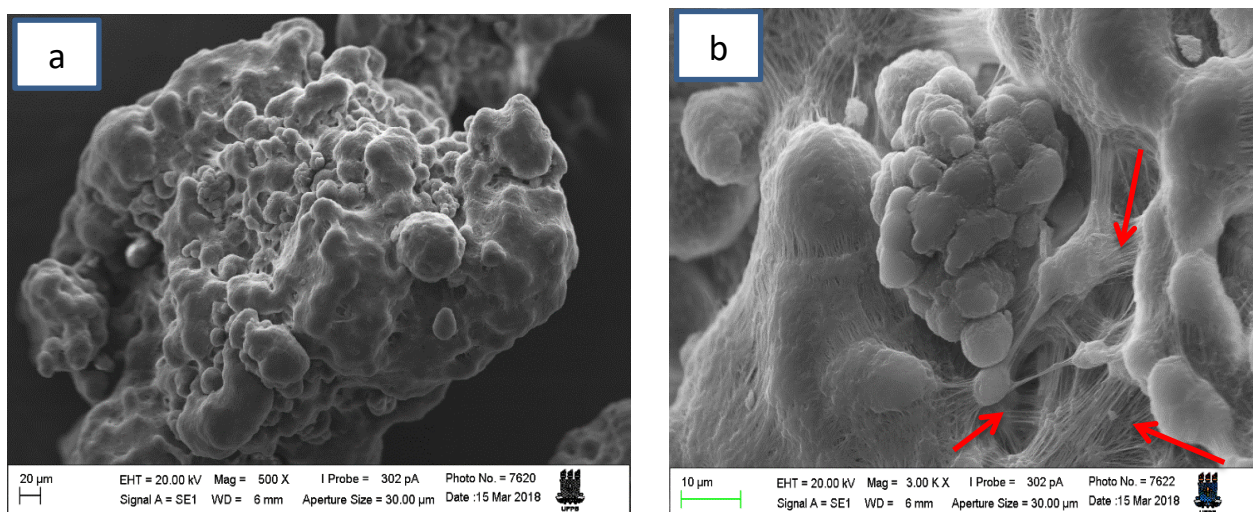 a
20 µm
EHT = 20.00 kV Mag = 500 X I Probe = 302 pA Photo No. = 7620
Signal A = SE1 WD = 6 mm Aperture Size = 30.00 µm Date :15 Mar 2018
UFPB
b
10 µm
EHT = 20.00 kV Mag = 3.00 K X I Probe = 302 pA Photo No. = 7622
Signal A = SE1 WD = 6 mm Aperture Size = 30.00 µm Date :15 Mar 2018
UFPB